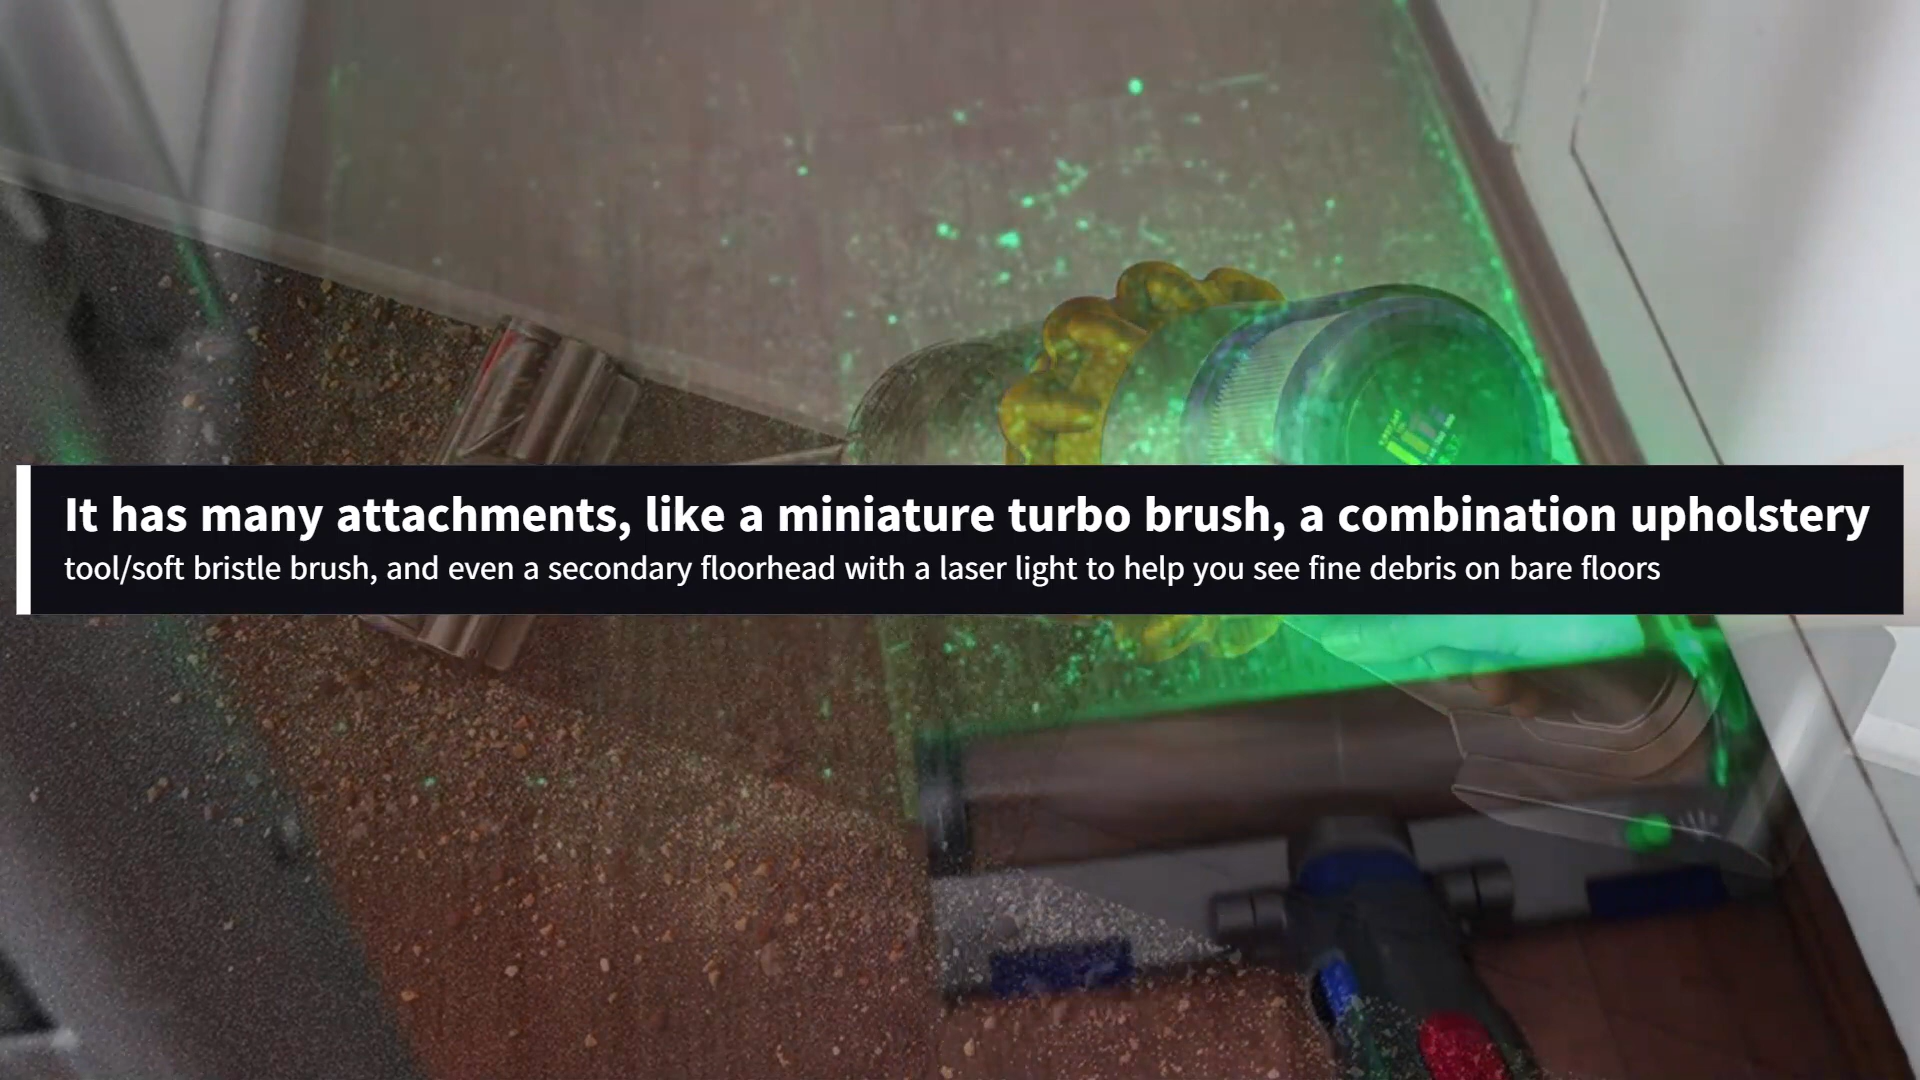 It has many attachments, like a miniature turbo brush, a combination upholstery
tool/soft bristle brush, and even a secondary floorhead with a laser light to help you see fine debris on bare floors